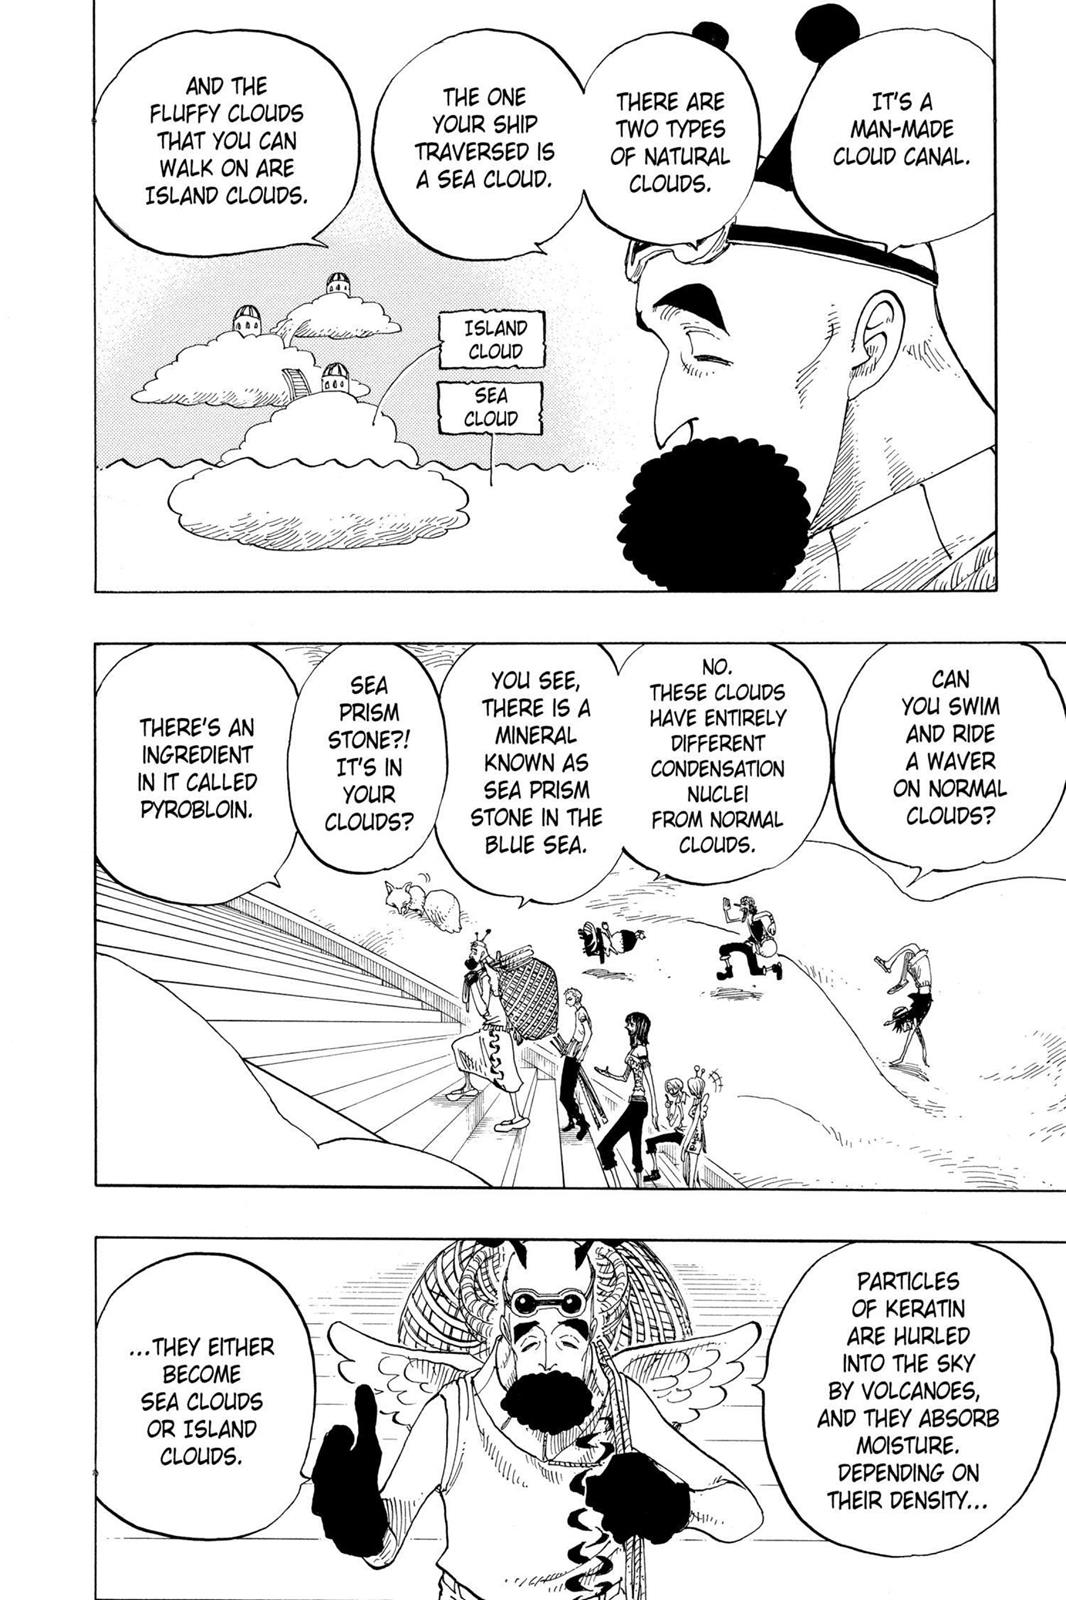 IT'S A
MAN-MADE
CLOUD CANAL.
THERE ARE
TWO TYPES
OF NATURAL
CLOUDS.
THE ONE
YOUR SHIP
TRAVERSED IS
A SEA CLOUD.
AND THE
FLUFFY CLOUDS
THAT YOU CAN
WALK ON ARE
ISLAND CLOUDS.
ISLAND
CLOUD
SEA
CLOUD
CAN
YOU SWIM
AND RIDE
A WAVER
ON NORMAL
CLOUDS?
NO.
THESE CLOUDS
HAVE ENTIRELY
DIFFERENT
CONDENSATION
NUCLEI
FROM NORMAL
CLOUDS.
YOU SEE,
THERE IS A
MINERAL
KNOWN AS
SEA PRISM
STONE IN THE
BLUE SEA.
SEA
PRISM
STONE?!
IT'S IN
YOUR
CLOUDS?
THERE'S AN
INGREDIENT
IN IT CALLED
PYROBLOIN.
PARTICLES
OF KERATIN
ARE HURLED
INTO THE SKY
BY VOLCANOES,
AND THEY ABSORB
MOISTURE.
DEPENDING ON
THEIR DENSITY...
...THEY EITHER
BECOME
SEA CLOUDS
OR ISLAND
CLOUDS.